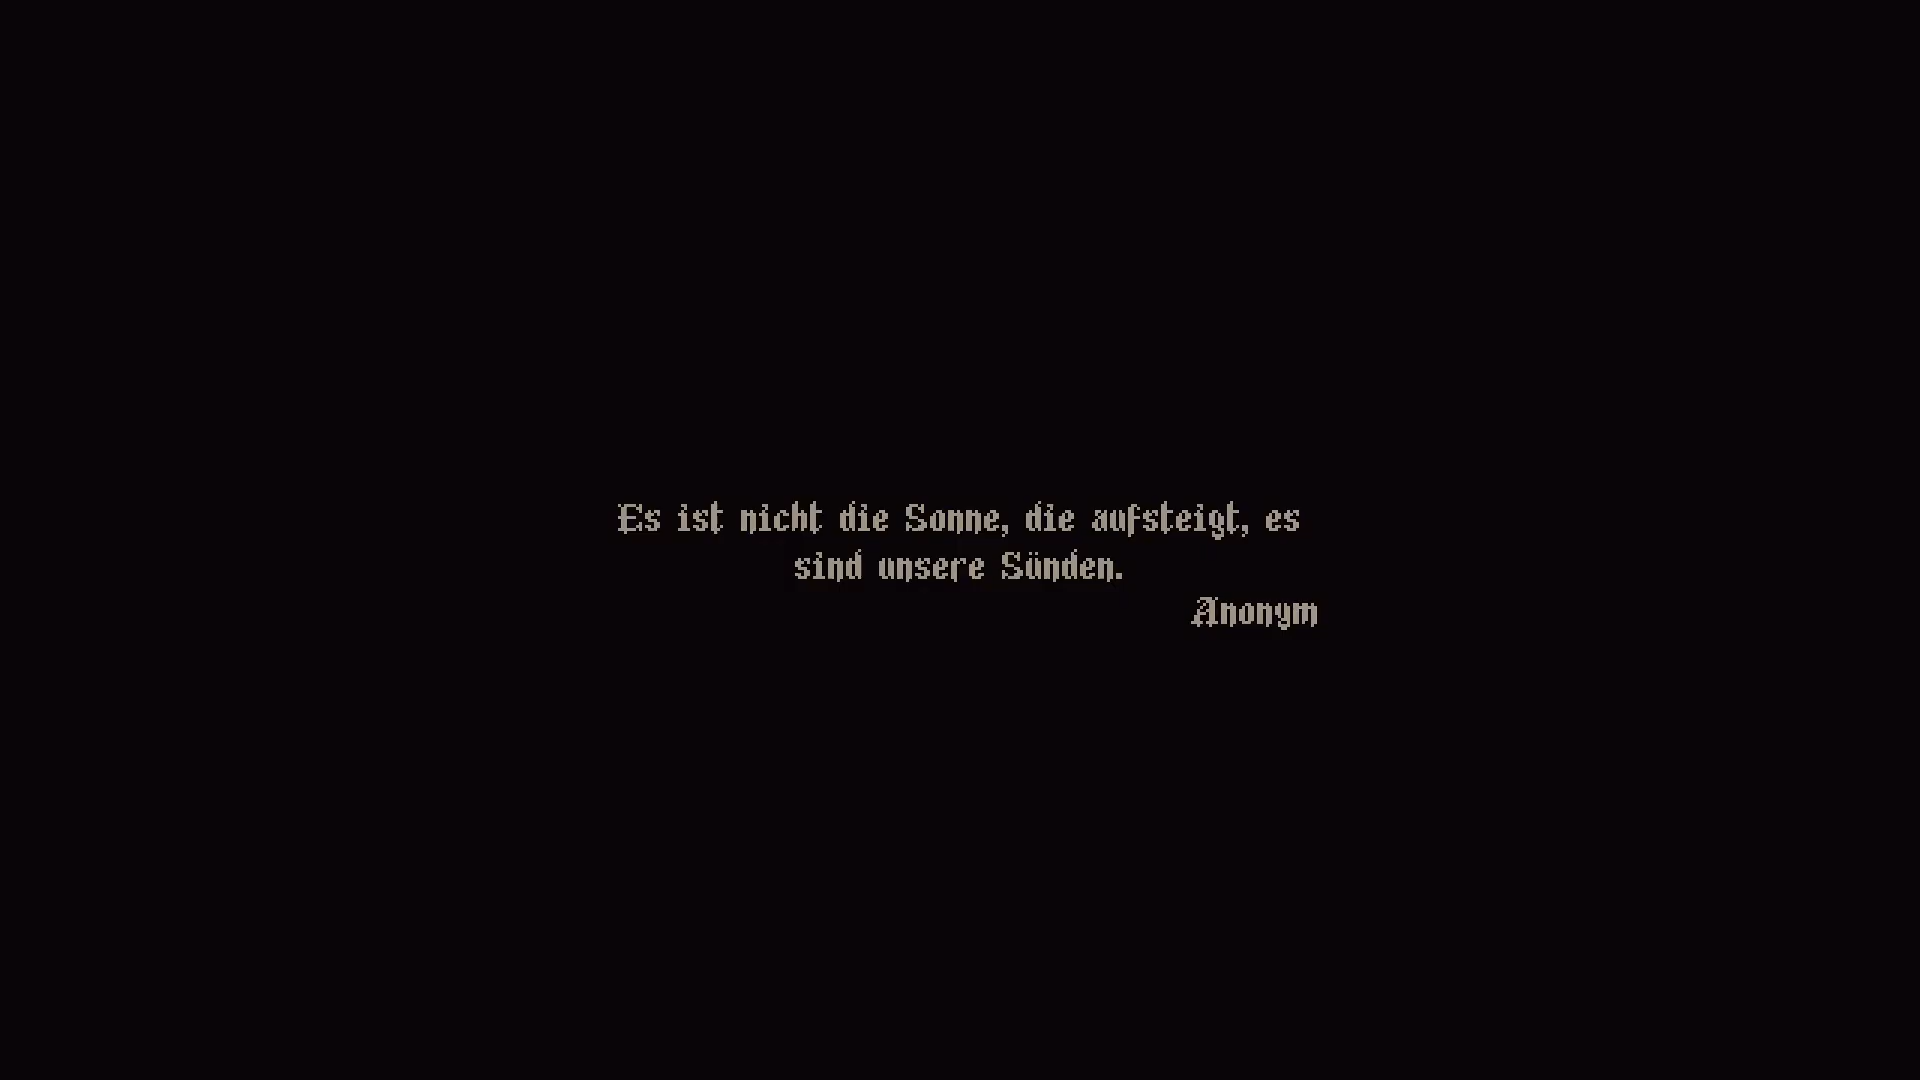 Es ist nicht die Sonne, die aufsteigt, es
sind unsere Sünden.
Anonym